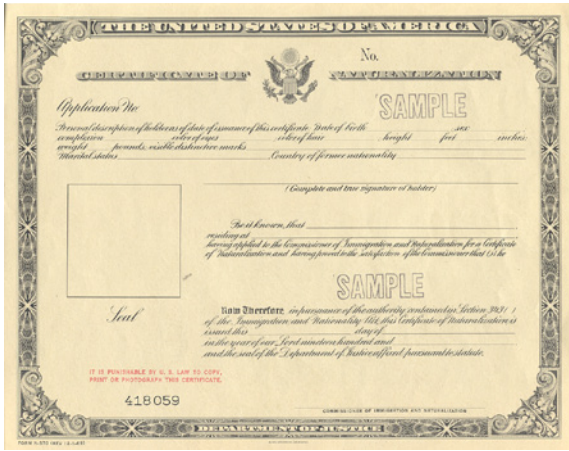 THE UNITED STATES OF AMERICA
No.
CERTIFICATE OF NATURALIZATION
Application No
SAMPLE
Personal description of holder as of date of issuance of this certificate Date of birth sex
complexion color of eyes color of hair height feet inches
weight pounds, visible distinctive marks
Marital status Country of former nationality
(Complete and true signature of holder)
Be it known, that
residing at
having applied to the Commissioner of Immigration and Naturalization for a Certificate
of Naturalization and having proved to the satisfaction of the Commissioner that (s)he
SAMPLE
Seal
Now Therefore, in pursuance of the authority contained in Section
of the Immigration and Nationality Act, this Certificate of Naturalization is
issued this day of
in the year of our Lord nineteen hundred and
and the seal of the Department of Justice affixed pursuant to statute.
IT IS PUNISHABLE BY U. S. LAW TO COPY,
PRINT OR PHOTOGRAPH THIS CERTIFICATE.
418059
COMMISSIONER OF IMMIGRATION AND NATURALIZATION
DEPARTMENT OF JUSTICE